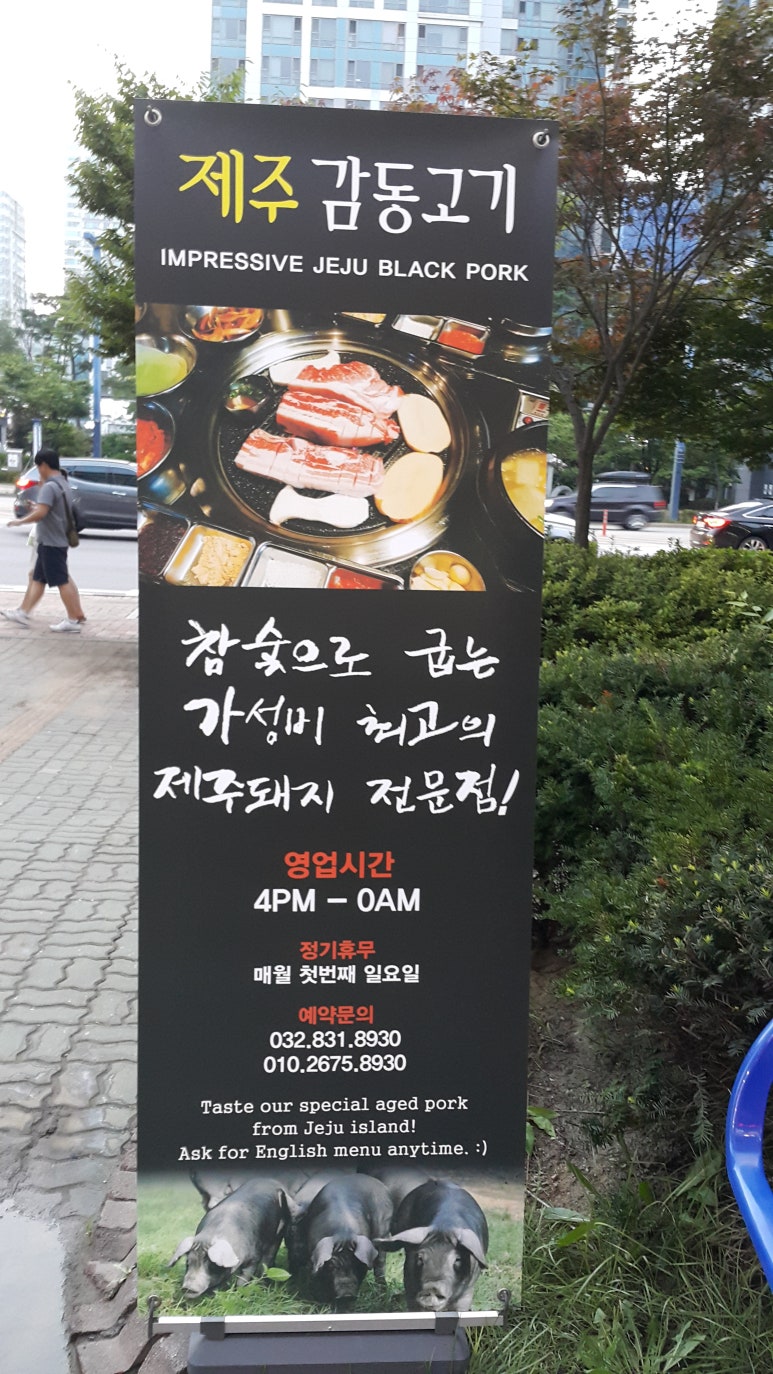 제주 감동고기
IMPRESSIVE JEJU BLACK PORK
참숯으로 굽는
가성비 최고의
제주돼지 전문점!
영업시간
4PM – 0AM
정기휴무
매월 첫번째 일요일
예약문의
032.831.8930
010.2675.8930
Taste our special aged pork
from Jeju island!
Ask for English menu anytime. :)